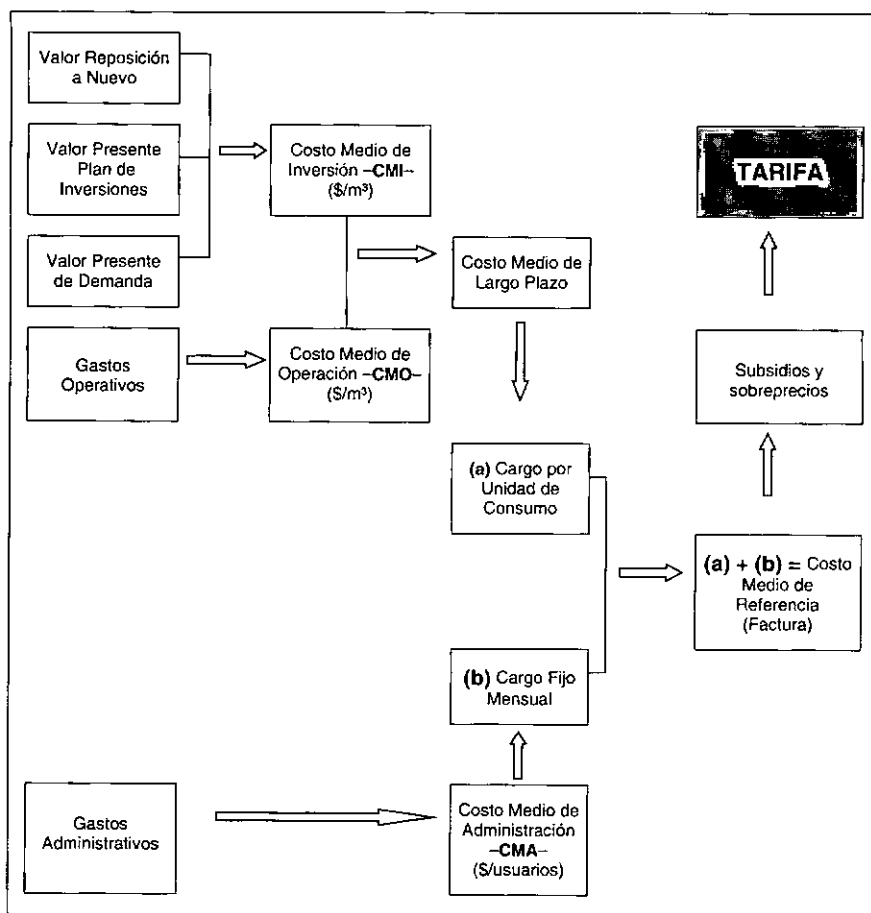 Valor Reposición
a Nuevo
Valor Presente
Plan de
Inversiones
Valor Presente
de Demanda
Gastos
Operativos
Costo Medio de
Inversión –CMI–
($/m³)
Costo Medio de
Operación –CMO–
($/m³)
Costo Medio de
Largo Plazo
(a) Cargo por
Unidad de
Consumo
(b) Cargo Fijo
Mensual
Gastos
Administrativos
Costo Medio de
Administración
–CMA–
($/usuarios)
(a) + (b) = Costo
Medio de
Referencia
(Factura)
Subsidios y
sobreprecios
TARIFA